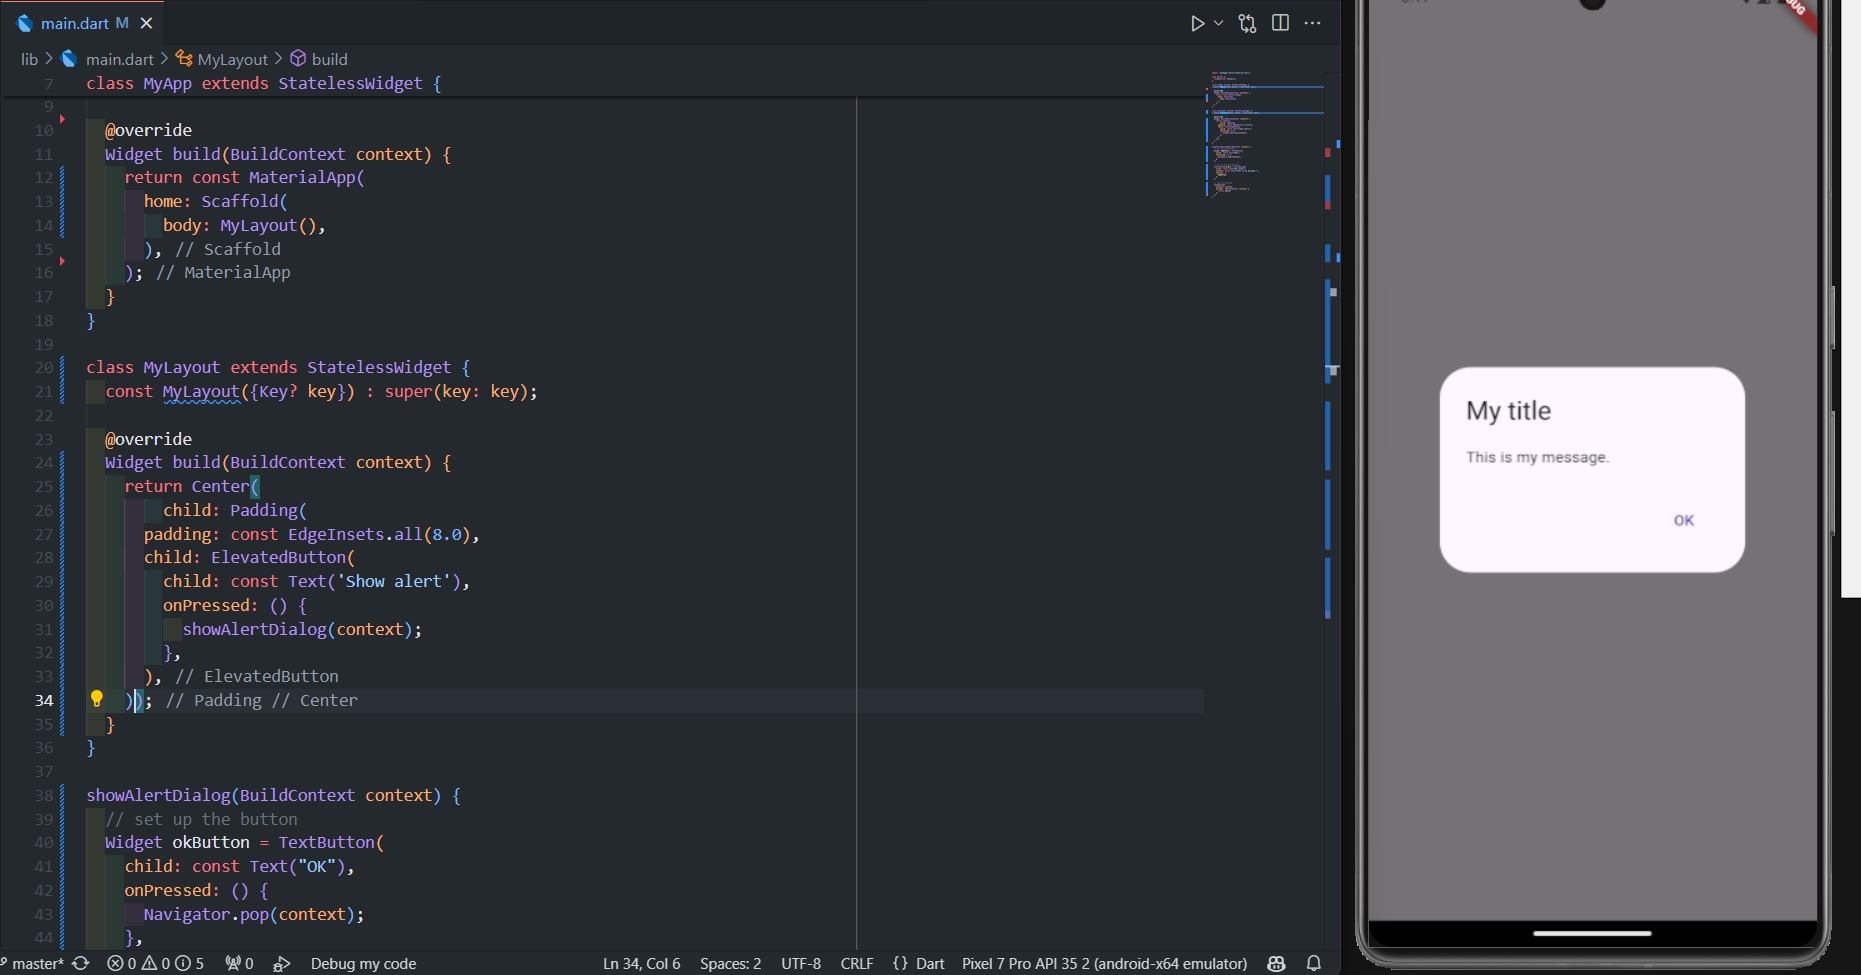 main.dart M
lib > main.dart > MyLayout > build
7 class MyApp extends StatelessWidget {
9
10 @override
11 Widget build(BuildContext context) {
12 return const MaterialApp(
13 home: Scaffold(
14 body: MyLayout(),
15 ), // Scaffold
16 ); // MaterialApp
17 }
18 }
19
20 class MyLayout extends StatelessWidget {
21 const MyLayout({Key? key}) : super(key: key);
22
23 @override
24 Widget build(BuildContext context) {
25 return Center(
26 child: Padding(
27 padding: const EdgeInsets.all(8.0),
28 child: ElevatedButton(
29 child: const Text('Show alert'),
30 onPressed: () {
31 showAlertDialog(context);
32 },
33 ), // ElevatedButton
34 )); // Padding // Center
35 }
36 }
37
38 showAlertDialog(BuildContext context) {
39 // set up the button
40 Widget okButton = TextButton(
41 child: const Text("OK"),
42 onPressed: () {
43 Navigator.pop(context);
44 },
master* 0 0 5 0 Debug my code Ln 34, Col 6 Spaces: 2 UTF-8 CRLF {} Dart Pixel 7 Pro API 35 2 (android-x64 emulator)
My title
This is my message.
OK